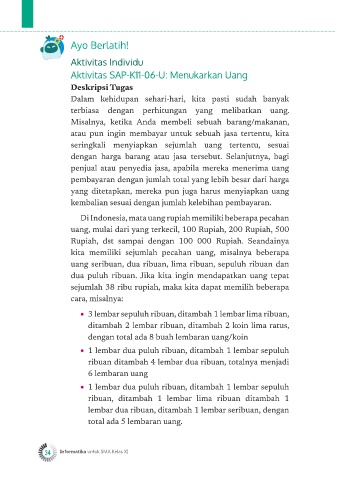 Ayo Berlatih!
Aktivitas Individu
Aktivitas SAP-K11-06-U: Menukarkan Uang
Deskripsi Tugas
Dalam kehidupan sehari-hari, kita pasti sudah banyak
terbiasa dengan perhitungan yang melibatkan uang.
Misalnya, ketika Anda membeli sebuah barang/makanan,
atau pun ingin membayar untuk sebuah jasa tertentu, kita
seringkali menyiapkan sejumlah uang tertentu, sesuai
dengan harga barang atau jasa tersebut. Selanjutnya, bagi
penjual atau penyedia jasa, apabila mereka menerima uang
pembayaran dengan jumlah total yang lebih besar dari harga
yang ditetapkan, mereka pun juga harus menyiapkan uang
kembalian sesuai dengan jumlah kelebihan pembayaran.
Di Indonesia, mata uang rupiah memiliki beberapa pecahan
uang, mulai dari yang terkecil, 100 Rupiah, 200 Rupiah, 500
Rupiah, dst sampai dengan 100 000 Rupiah. Seandainya
kita memiliki sejumlah pecahan uang, misalnya beberapa
uang seribuan, dua ribuan, lima ribuan, sepuluh ribuan dan
dua puluh ribuan. Jika kita ingin mendapatkan uang tepat
sejumlah 38 ribu rupiah, maka kita dapat memilih beberapa
cara, misalnya:
• 3 lembar sepuluh ribuan, ditambah 1 lembar lima ribuan,
ditambah 2 lembar ribuan, ditambah 2 koin lima ratus,
dengan total ada 8 buah lembaran uang/koin
• 1 lembar dua puluh ribuan, ditambah 1 lembar sepuluh
ribuan ditambah 4 lembar dua ribuan, totalnya menjadi
6 lembaran uang
• 1 lembar dua puluh ribuan, ditambah 1 lembar sepuluh
ribuan, ditambah 1 lembar lima ribuan ditambah 1
lembar dua ribuan, ditambah 1 lembar seribuan, dengan
total ada 5 lembaran uang.
34 Informatika untuk SMA Kelas XI